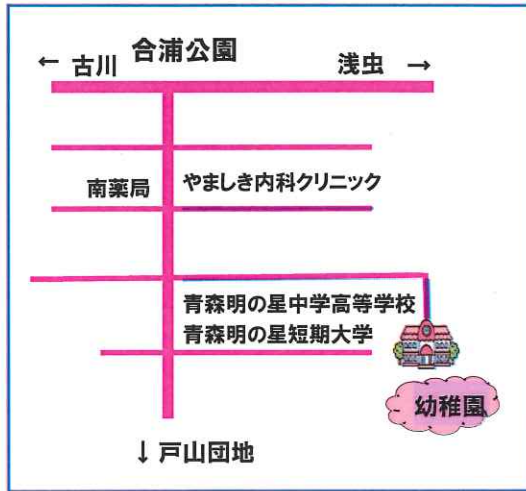 合浦公園
← 古川
浅虫 →
南薬局
やましき内科クリニック
青森明の星中学高等学校
青森明の星短期大学
幼稚園
↓ 戸山団地